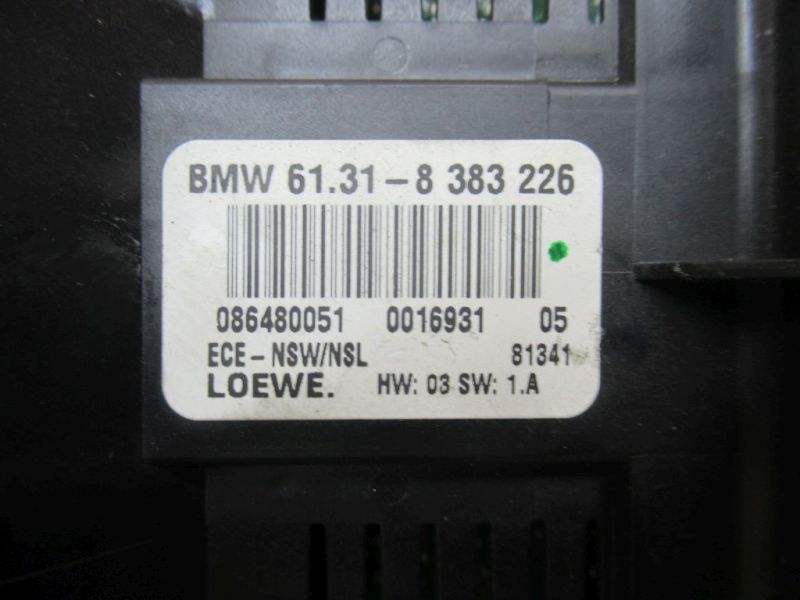 BMW 61.31-8 383 226
086480051 0016931 05
ECE-NSW/NSL 81341
LOEWE. HW: 03 SW: 1.A